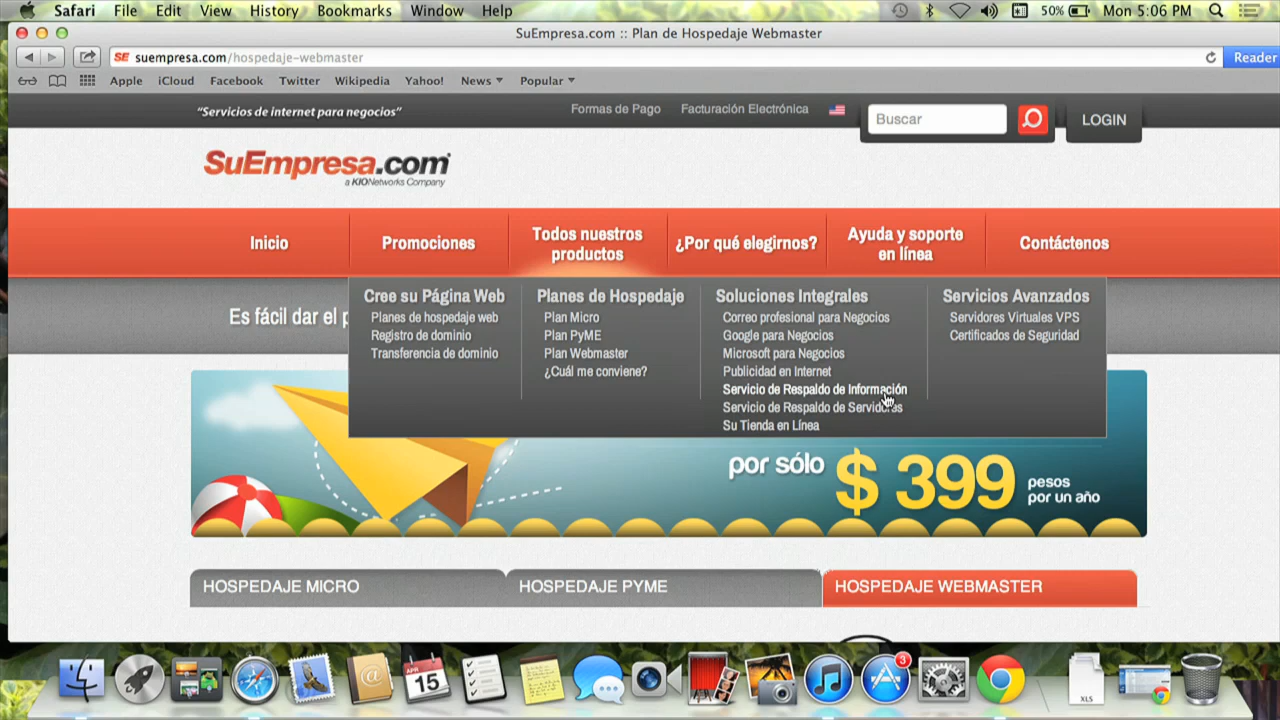 Safari File Edit View History Bookmarks Window Help 50% Mon 5:06 PM
SuEmpresa.com :: Plan de Hospedaje Webmaster
SE suempresa.com/hospedaje-webmaster Reader
Apple iCloud Facebook Twitter Wikipedia Yahoo! News Popular
“Servicios de internet para negocios” Formas de Pago Facturación Electrónica Buscar LOGIN
SuEmpresa.com
a KIONetworks Company
Inicio Promociones Todos nuestros productos ¿Por qué elegirnos? Ayuda y soporte en línea Contáctenos
Es fácil dar el p
Cree su Página Web
Planes de hospedaje web
Registro de dominio
Transferencia de dominio
Planes de Hospedaje
Plan Micro
Plan PyME
Plan Webmaster
¿Cuál me conviene?
Soluciones Integrales
Correo profesional para Negocios
Google para Negocios
Microsoft para Negocios
Publicidad en Internet
Servicio de Respaldo de Información
Servicio de Respaldo de Servidores
Su Tienda en Línea
Servicios Avanzados
Servidores Virtuales VPS
Certificados de Seguridad
por sólo $ 399 pesos
por un año
HOSPEDAJE MICRO HOSPEDAJE PYME HOSPEDAJE WEBMASTER
APR
15
3
XLS